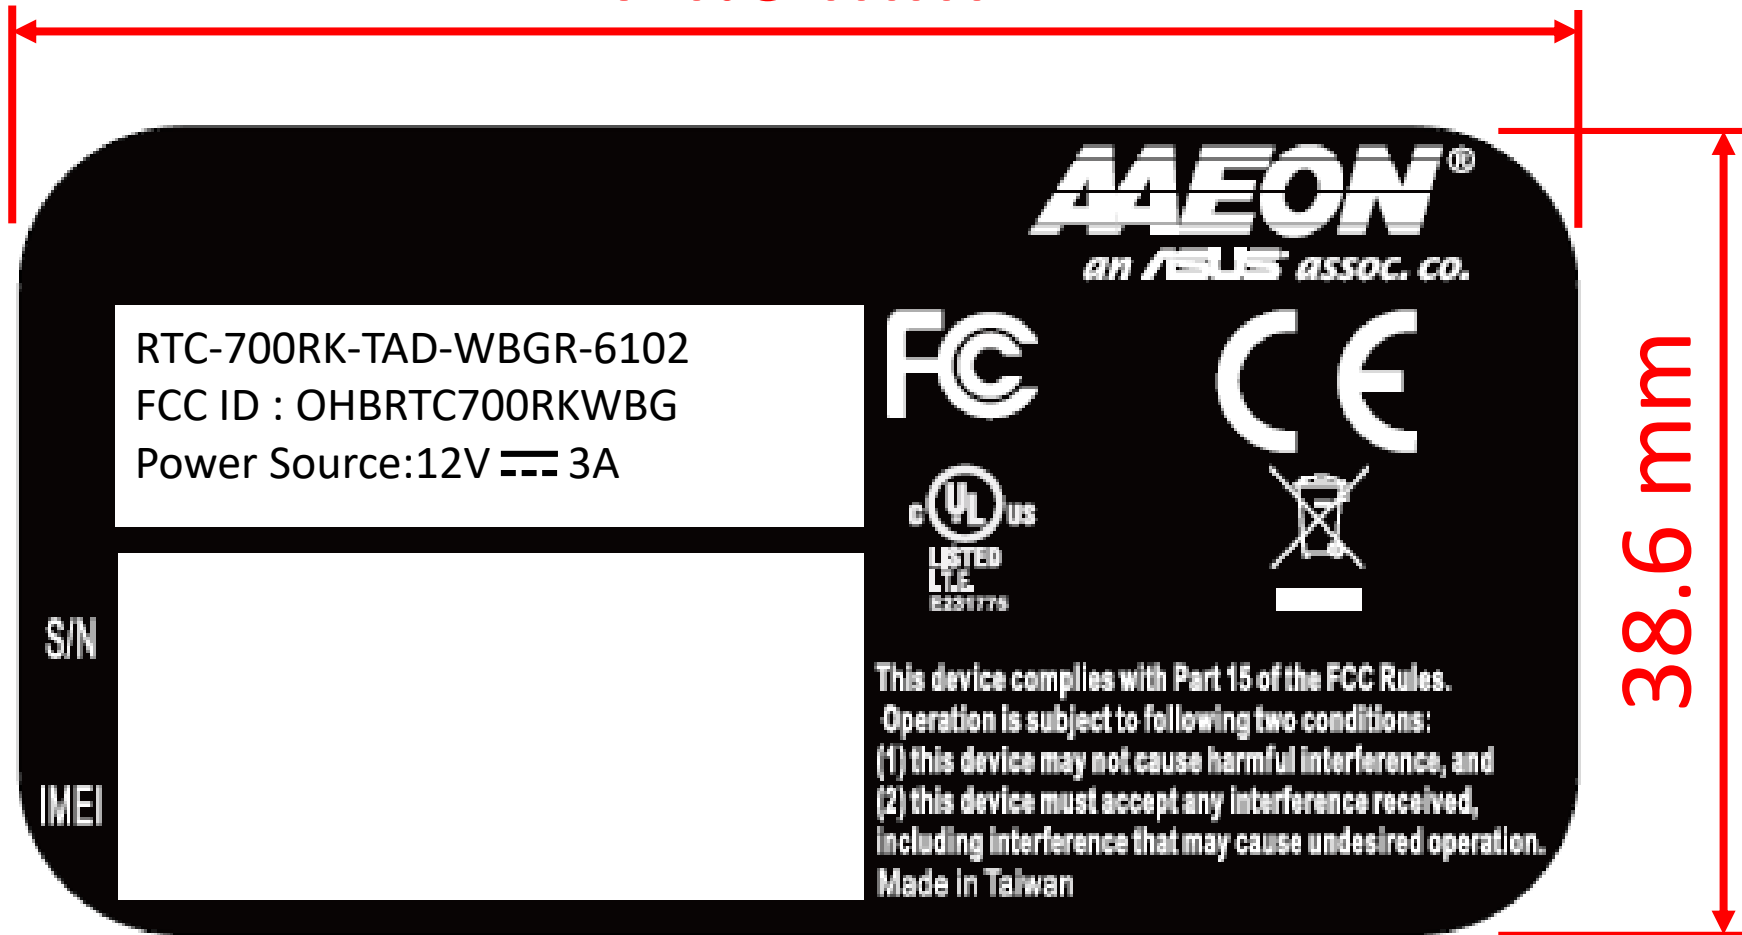 AAEON®
an ASUS assoc. co.
RTC-700RK-TAD-WBGR-6102
FCC ID : OHBRTC700RKWBG
Power Source:12V 3A
FC
CE
C UL US
LISTED
I.T.E.
E231775
S/N
IMEI
This device complies with Part 15 of the FCC Rules.
Operation is subject to following two conditions:
(1) this device may not cause harmful interference, and
(2) this device must accept any interference received,
including interference that may cause undesired operation.
Made in Taiwan
38.6 mm